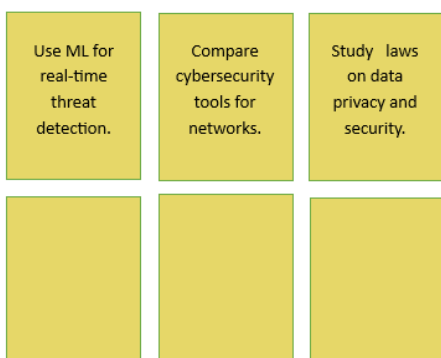 Use ML for
real-time
threat
detection.
Compare
cybersecurity
tools for
networks.
Study laws
on data
privacy and
security.